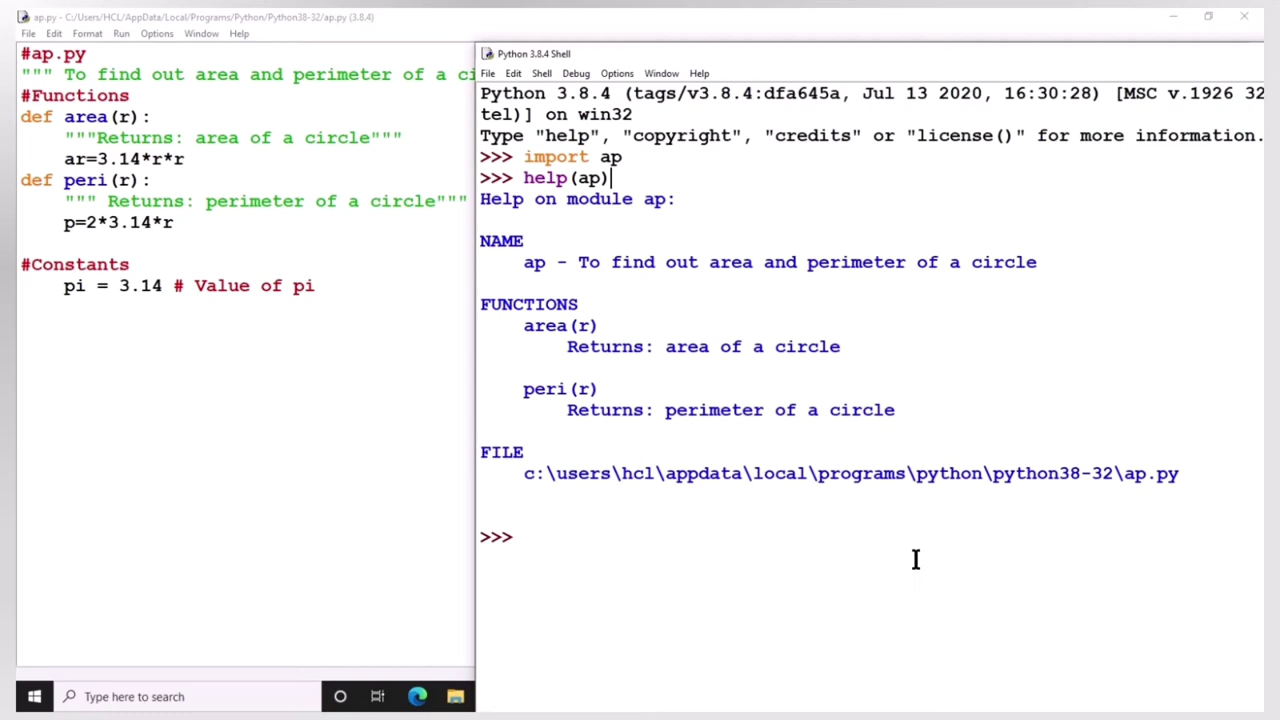 ap.py - C:/Users/HCL/AppData/Local/Programs/Python/Python38-32/ap.py (3.8.4)
File Edit Format Run Options Window Help
#ap.py
""" To find out area and perimeter of a ci
#Functions
def area(r):
    """Returns: area of a circle"""
    ar=3.14*r*r
def peri(r):
    """ Returns: perimeter of a circle"""
    p=2*3.14*r
#Constants
    pi = 3.14 # Value of pi
Python 3.8.4 Shell
File Edit Shell Debug Options Window Help
Python 3.8.4 (tags/v3.8.4:dfa645a, Jul 13 2020, 16:30:28) [MSC v.1926 32
tel)] on win32
Type "help", "copyright", "credits" or "license()" for more information.
>>> import ap
>>> help(ap)
Help on module ap:
NAME
    ap - To find out area and perimeter of a circle
FUNCTIONS
    area(r)
        Returns: area of a circle
    peri(r)
        Returns: perimeter of a circle
FILE
    c:\users\hcl\appdata\local\programs\python\python38-32\ap.py
>>>
Type here to search